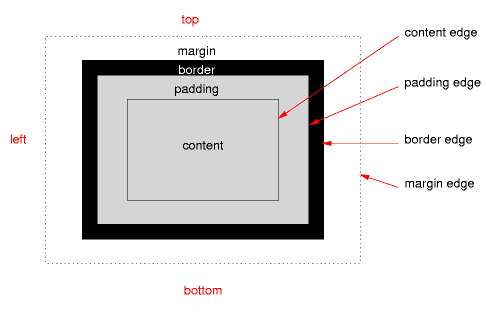 top
content edge
margin
border
padding edge
padding
left
content
border edge
margin edge
bottom